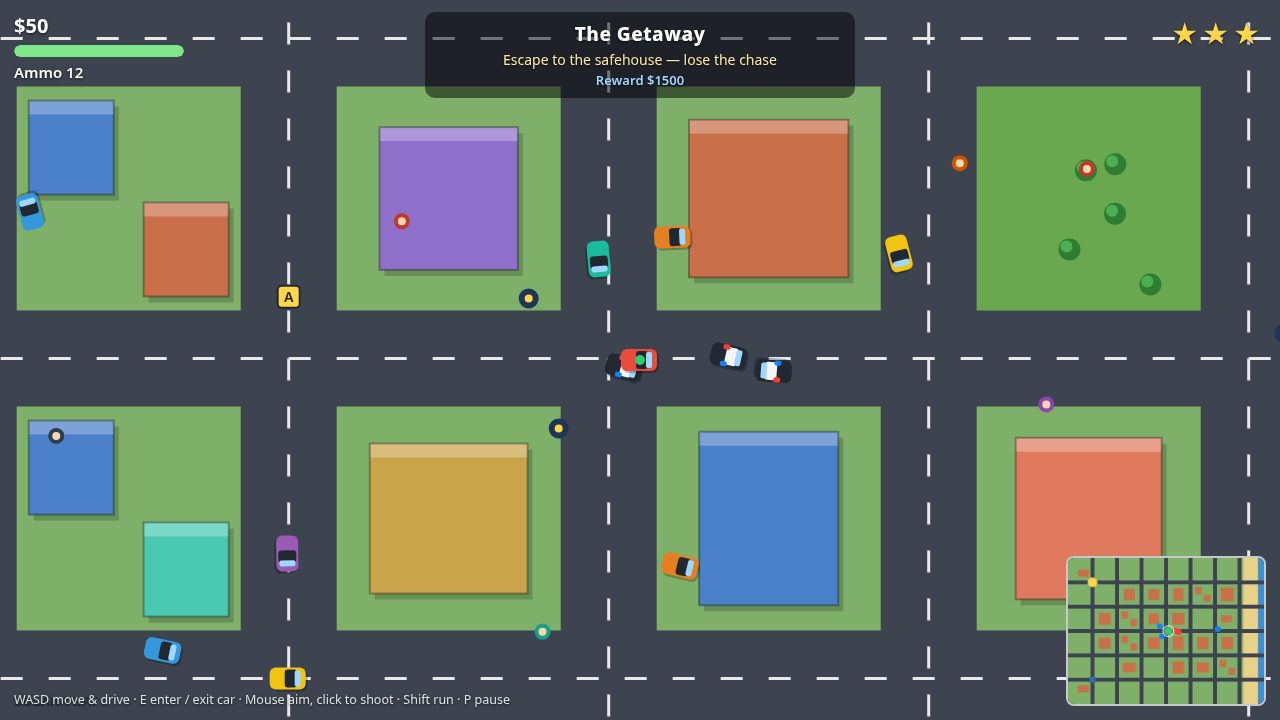 $50
Ammo 12
The Getaway
Escape to the safehouse — lose the chase
Reward $1500
A
WASD move & drive · E enter / exit car · Mouse aim, click to shoot · Shift run · P pause